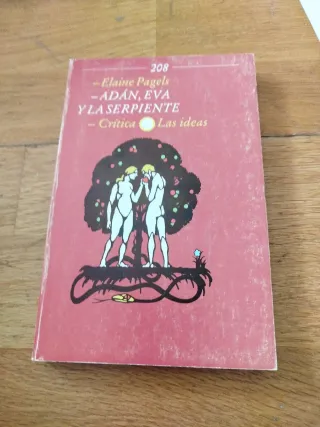 208
– Elaine Pagels
– ADÁN, EVA
Y LA SERPIENTE
– Crítica Las ideas